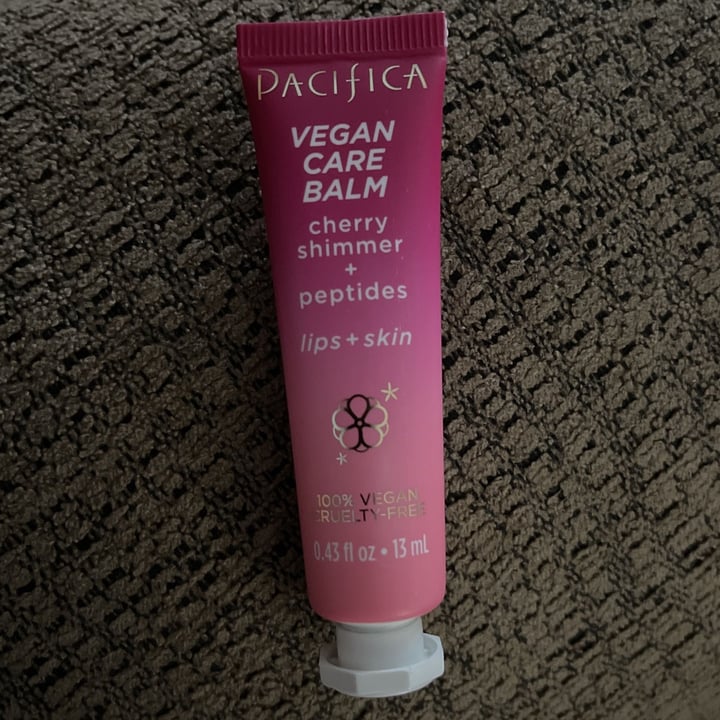 PACIFICA
VEGAN
CARE
BALM
cherry
shimmer
+
peptides
lips + skin
100% VEGAN
CRUELTY-FREE
0.43 fl oz • 13 mL